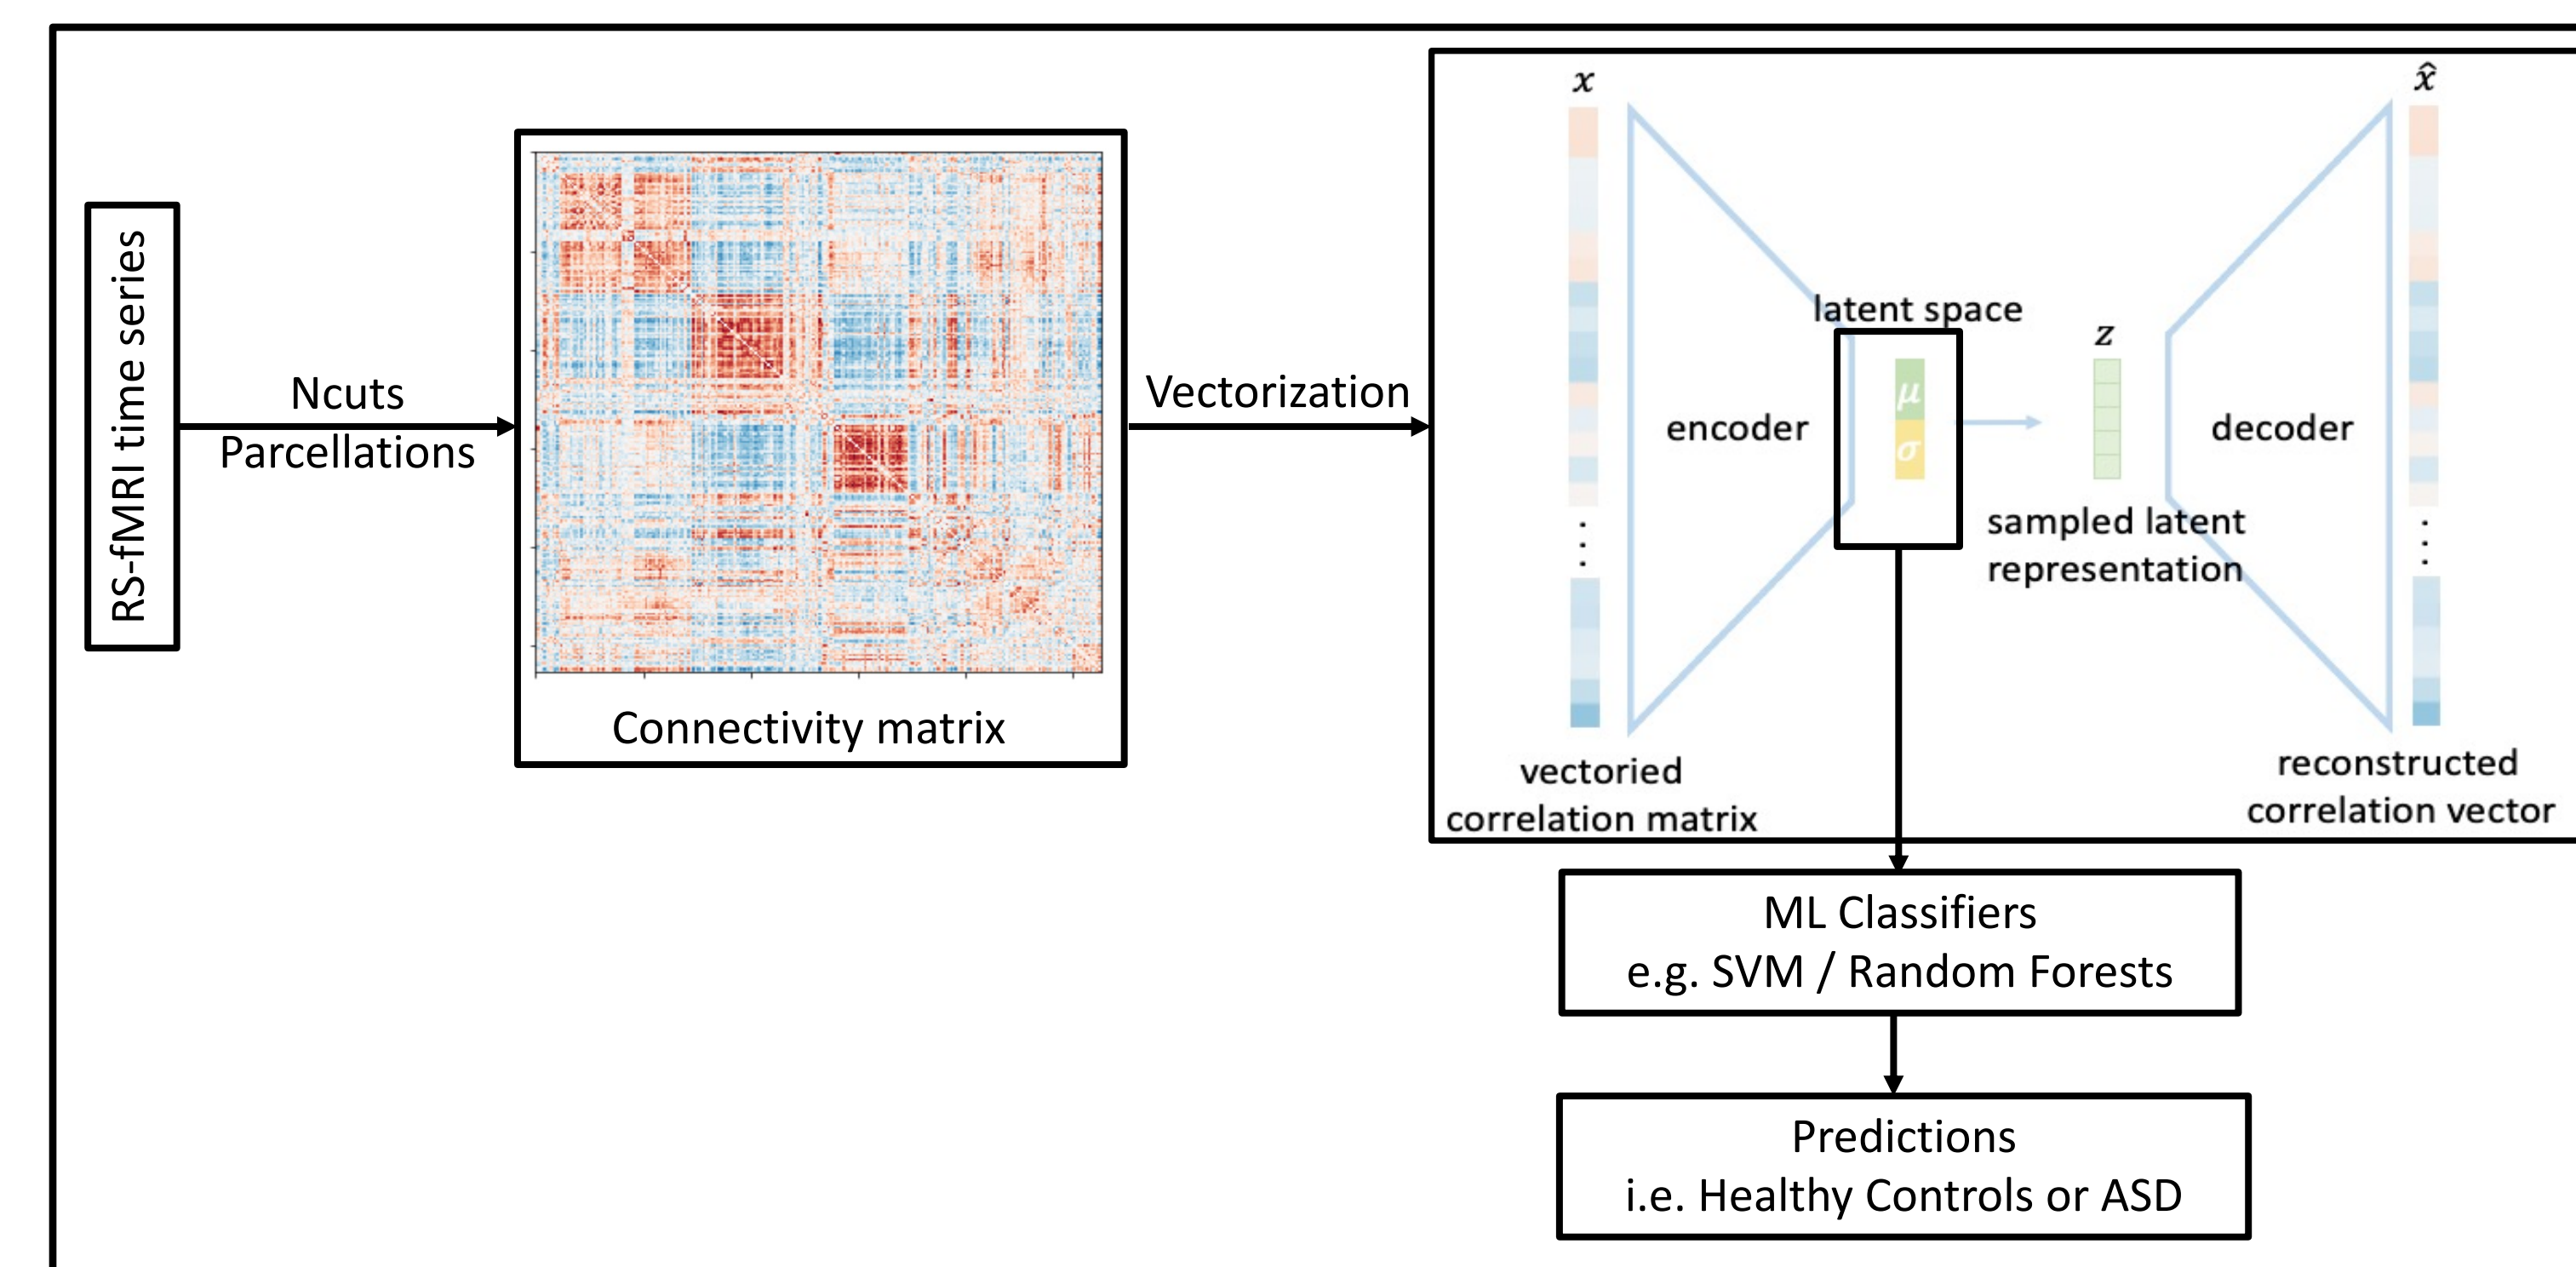 RS-fMRI time series
Ncuts
Parcellations
Connectivity matrix
Vectorization
x
x̂
latent space
μ
σ
z
encoder
decoder
sampled latent
representation
vectoried
correlation matrix
reconstructed
correlation vector
ML Classifiers
e.g. SVM / Random Forests
Predictions
i.e. Healthy Controls or ASD